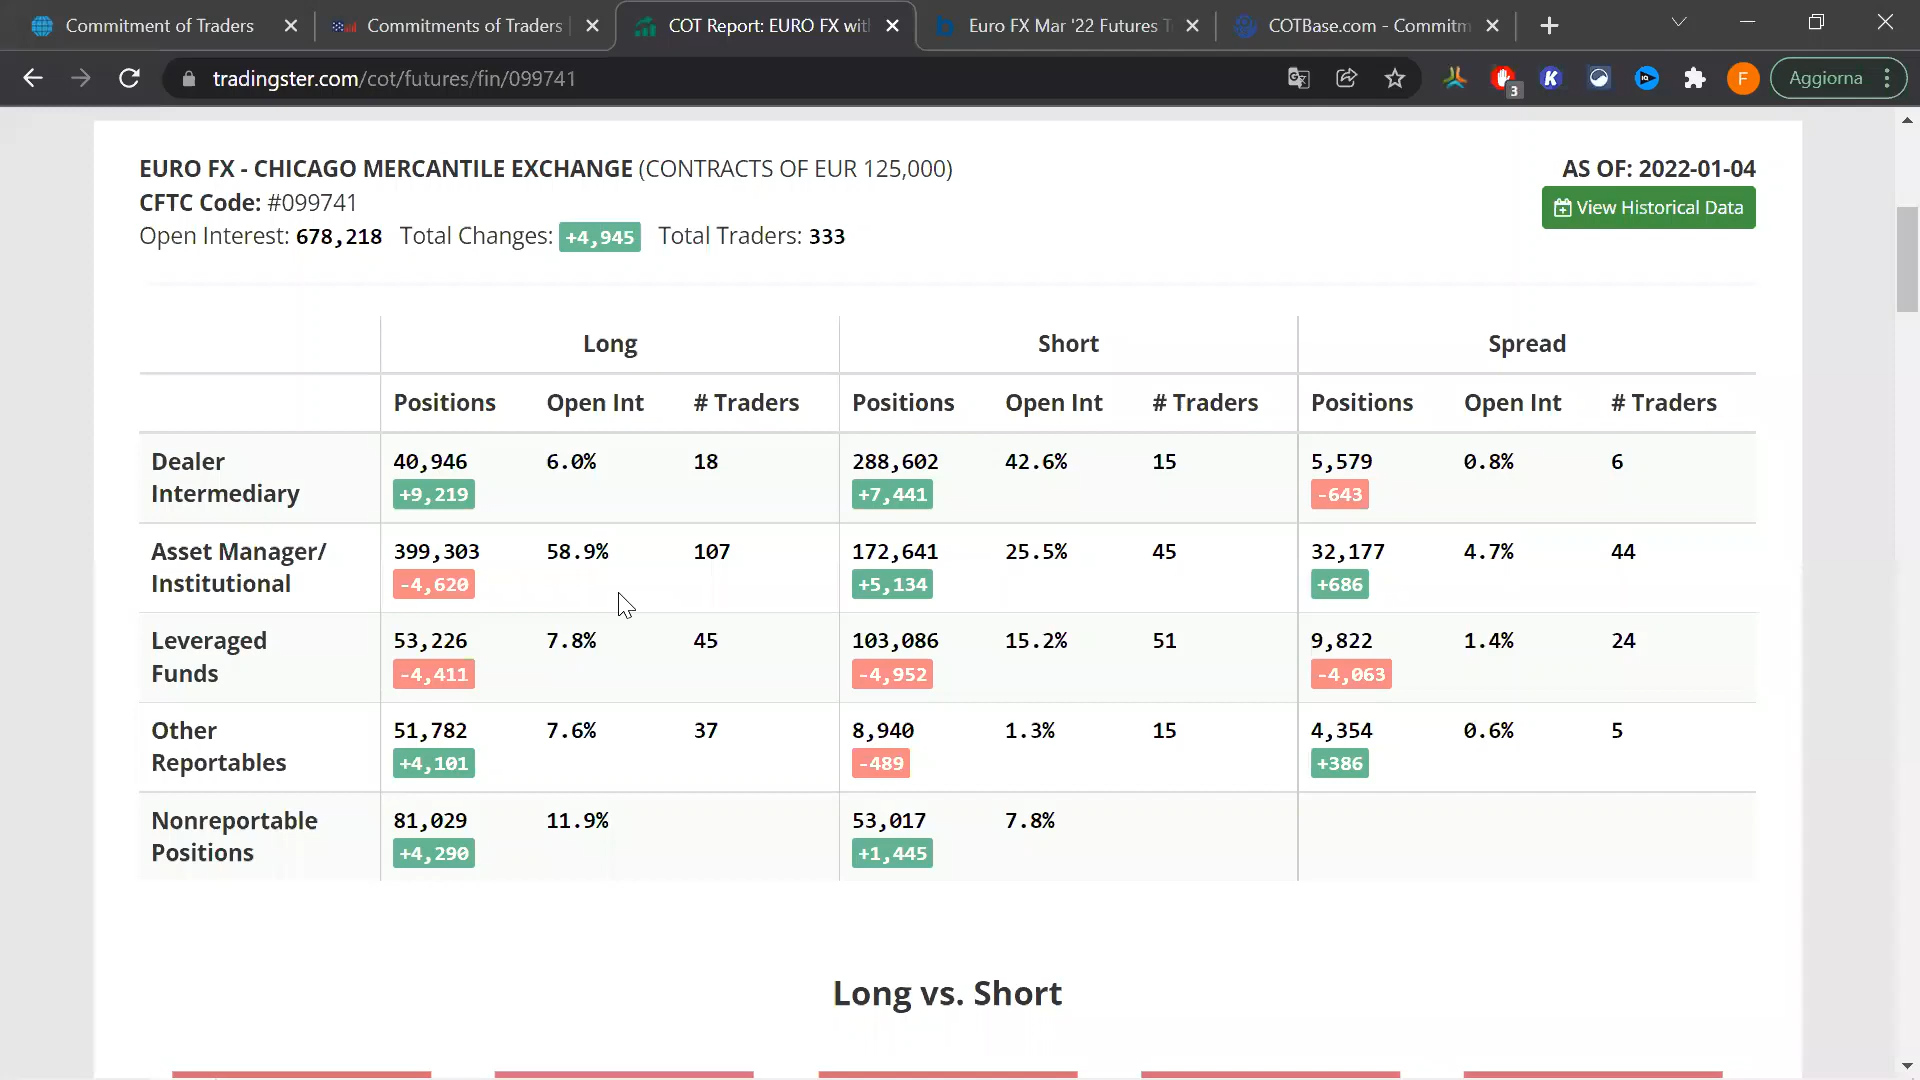 Commitment of Traders
Commitments of Traders
COT Report: EURO FX wit
Euro FX Mar '22 Futures T
COTBase.com - Commitm
tradingster.com/cot/futures/fin/099741
3
K
F
Aggiorna
EURO FX - CHICAGO MERCANTILE EXCHANGE (CONTRACTS OF EUR 125,000)
AS OF: 2022-01-04
CFTC Code: #099741
View Historical Data
Open Interest: 678,218 Total Changes: +4,945 Total Traders: 333
Long Short Spread
Positions Open Int # Traders Positions Open Int # Traders Positions Open Int # Traders
Dealer Intermediary
40,946 6.0% 18 288,602 42.6% 15 5,579 0.8% 6
+9,219 +7,441 -643
Asset Manager/ Institutional
399,303 58.9% 107 172,641 25.5% 45 32,177 4.7% 44
-4,620 +5,134 +686
Leveraged Funds
53,226 7.8% 45 103,086 15.2% 51 9,822 1.4% 24
-4,411 -4,952 -4,063
Other Reportables
51,782 7.6% 37 8,940 1.3% 15 4,354 0.6% 5
+4,101 -489 +386
Nonreportable Positions
81,029 11.9% 53,017 7.8%
+4,290 +1,445
Long vs. Short